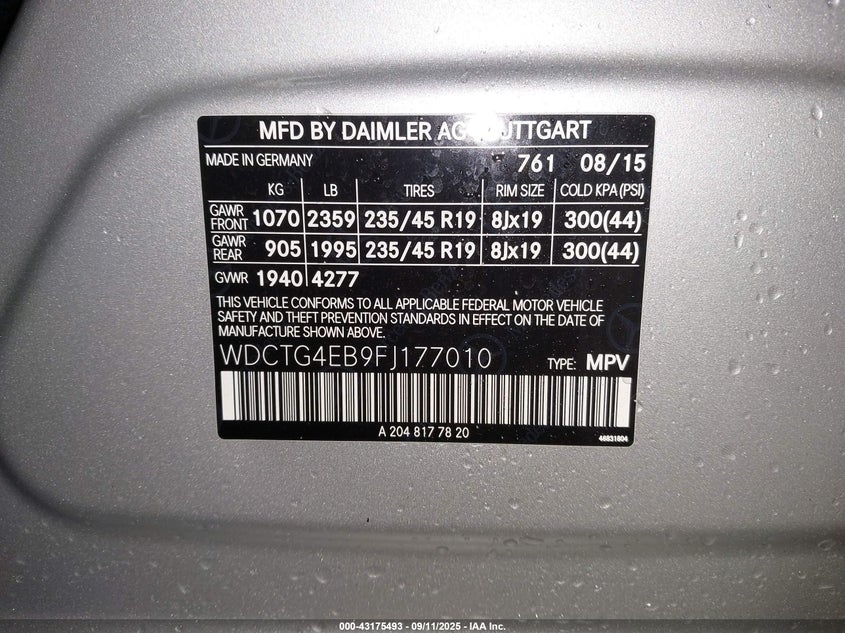 MFD BY DAIMLER AG STUTTGART
MADE IN GERMANY 761 08/15
KG LB TIRES RIM SIZE COLD KPA (PSI)
GAWR FRONT 1070 2359 235/45 R19 8Jx19 300(44)
GAWR REAR 905 1995 235/45 R19 8Jx19 300(44)
GVWR 1940 4277
THIS VEHICLE CONFORMS TO ALL APPLICABLE FEDERAL MOTOR VEHICLE
SAFETY AND THEFT PREVENTION STANDARDS IN EFFECT ON THE DATE OF
MANUFACTURE SHOWN ABOVE.
WDCTG4EB9FJ177010 TYPE: MPV
A 204 817 78 20 46831804
000-43175493 - 09/11/2025 - IAA Inc.